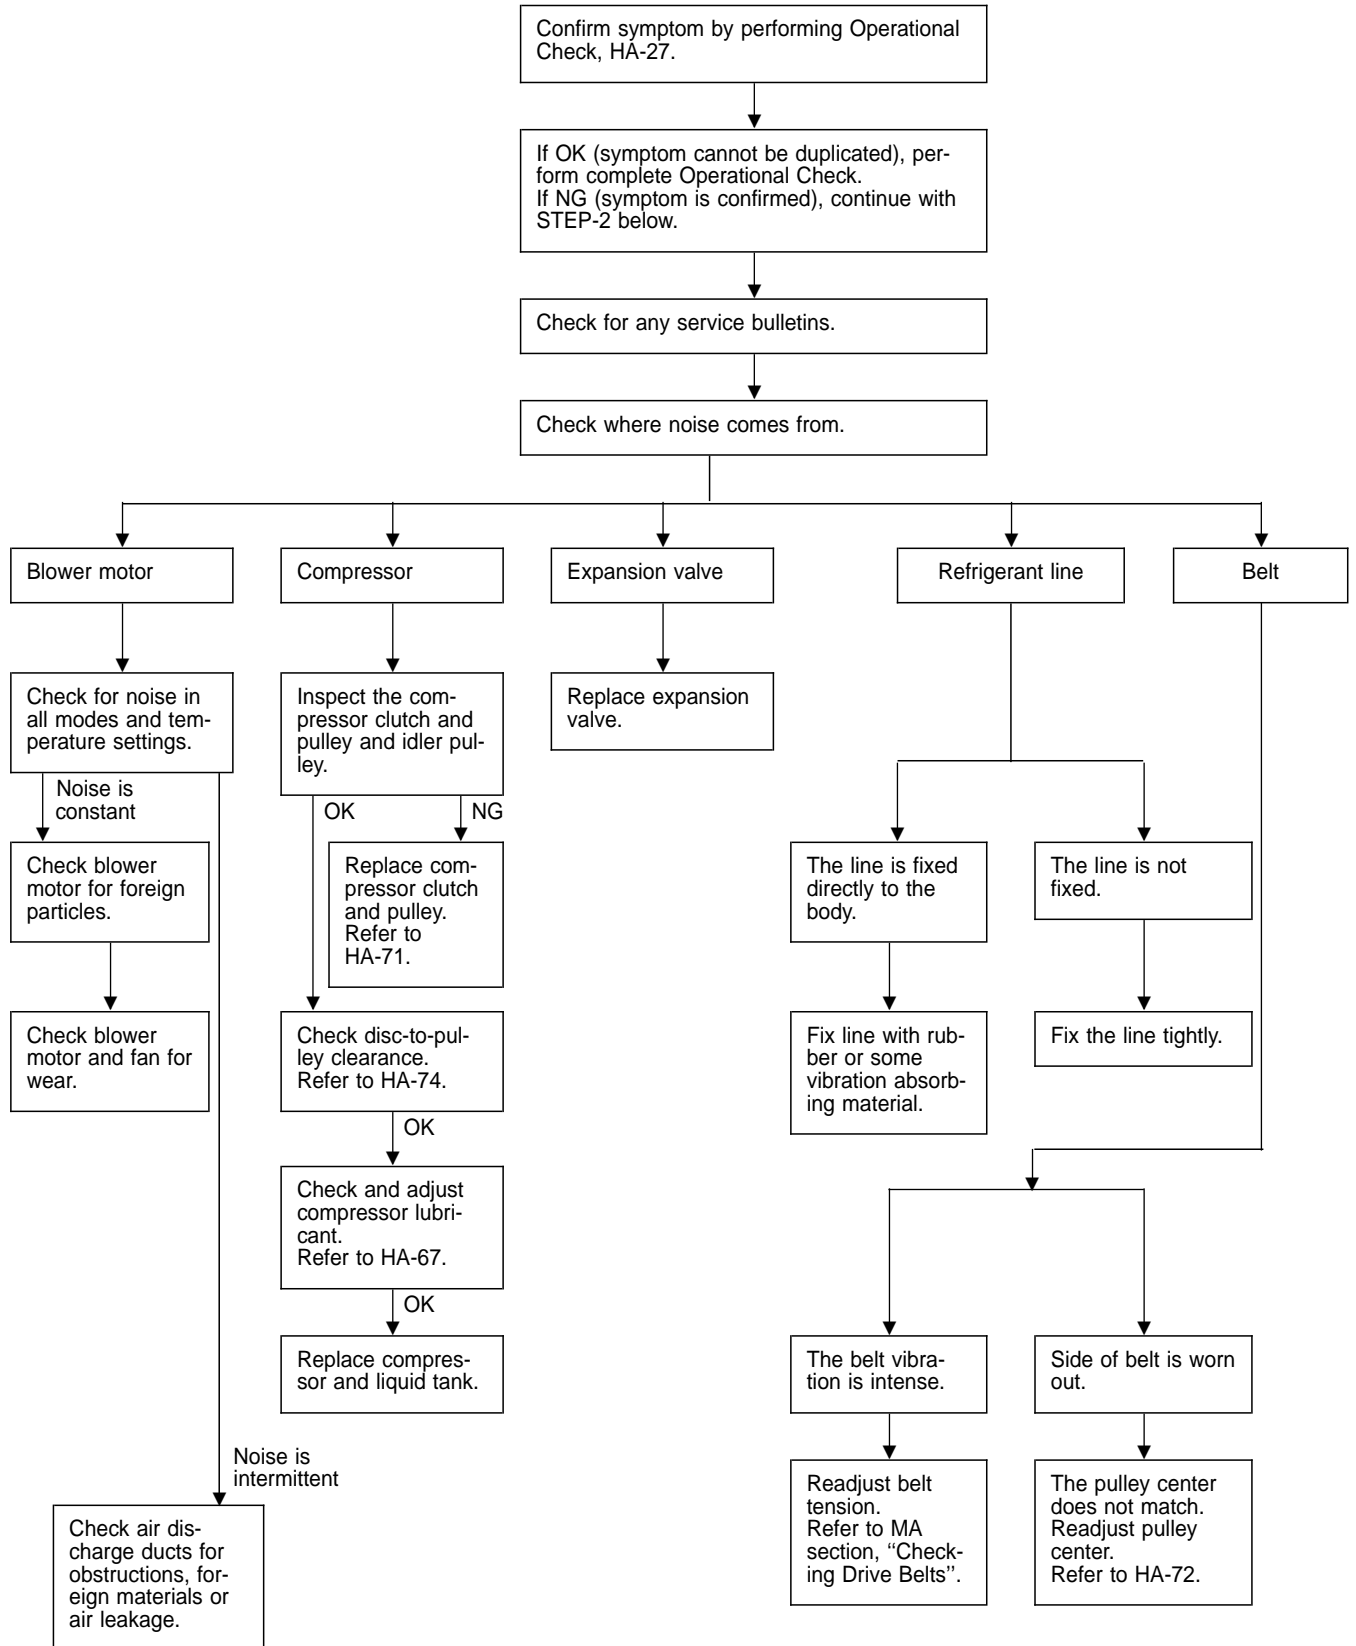 Confirm symptom by performing Operational
Check, HA-27.
If OK (symptom cannot be duplicated), per-
form complete Operational Check.
If NG (symptom is confirmed), continue with
STEP-2 below.
Check for any service bulletins.
Check where noise comes from.
Blower motor
Compressor
Expansion valve
Refrigerant line
Belt
Check for noise in
all modes and tem-
perature settings.
Inspect the com-
pressor clutch and
pulley and idler pul-
ley.
Replace expansion
valve.
Noise is
constant
OK
NG
Check blower
motor for foreign
particles.
Replace com-
pressor clutch
and pulley.
Refer to
HA-71.
The line is fixed
directly to the
body.
The line is not
fixed.
Check blower
motor and fan for
wear.
Check disc-to-pul-
ley clearance.
Refer to HA-74.
Fix line with rub-
ber or some
vibration absorb-
ing material.
Fix the line tightly.
OK
Check and adjust
compressor lubri-
cant.
Refer to HA-67.
OK
Replace compres-
sor and liquid tank.
The belt vibra-
tion is intense.
Side of belt is worn
out.
Noise is
intermittent
Check air dis-
charge ducts for
obstructions, for-
eign materials or
air leakage.
Readjust belt
tension.
Refer to MA
section, “Check-
ing Drive Belts”.
The pulley center
does not match.
Readjust pulley
center.
Refer to HA-72.